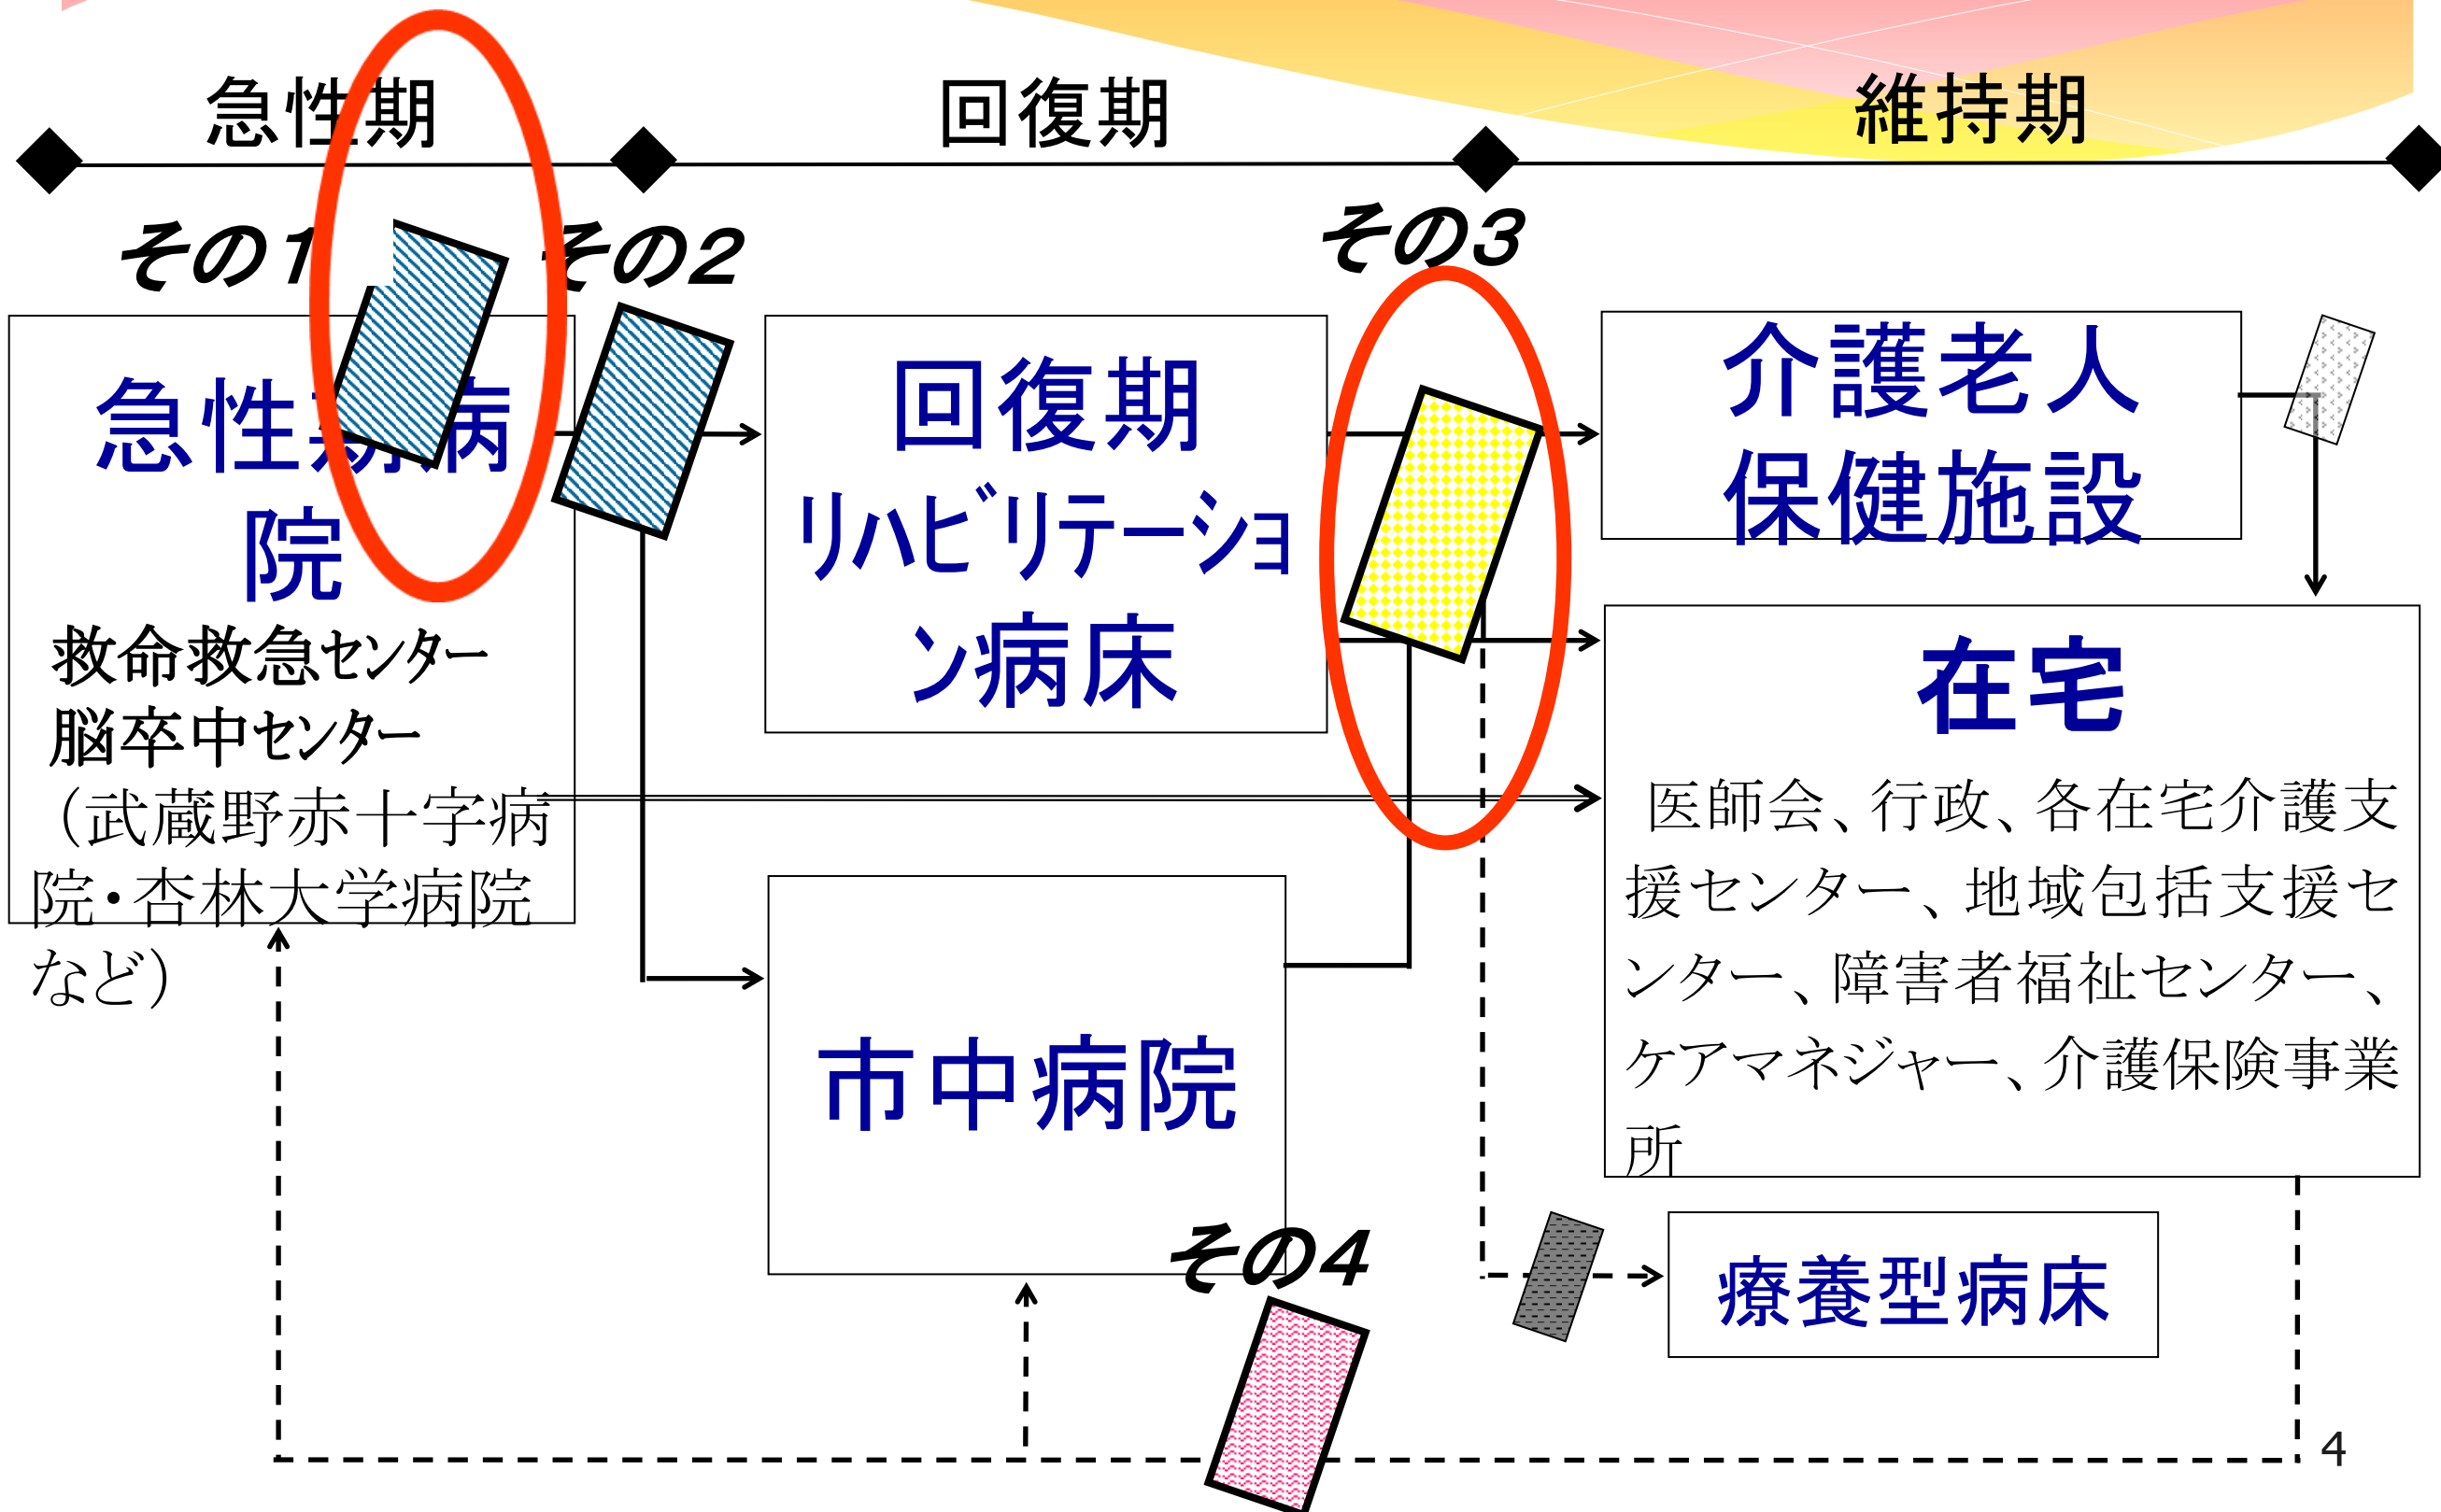 急性期
回復期
維持期
その１
その２
その３
急性期病
院
救命救急センター
脳卒中センター
（武蔵野赤十字病
院・杏林大学病院
など）
回復期
リハビリテーショ
ン病床
介護老人
保健施設
在宅
医師会、行政、各在宅介護支
援センター、地域包括支援セ
ンター、障害者福祉センター、
ケアマネジャー、介護保険事業
所
市中病院
その４
療養型病床
4